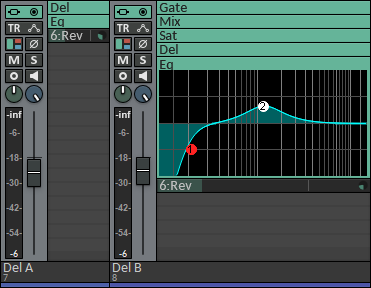 Del
Eq
6:Rev
TR
M S
-inf
-6-
-18-
-30-
-42-
-54-
-6
Del A
7
Gate
Mix
Sat
Del
Eq
1
2
6:Rev
TR
M S
-inf
-6-
-18-
-30-
-42-
-54-
-6
Del B
8